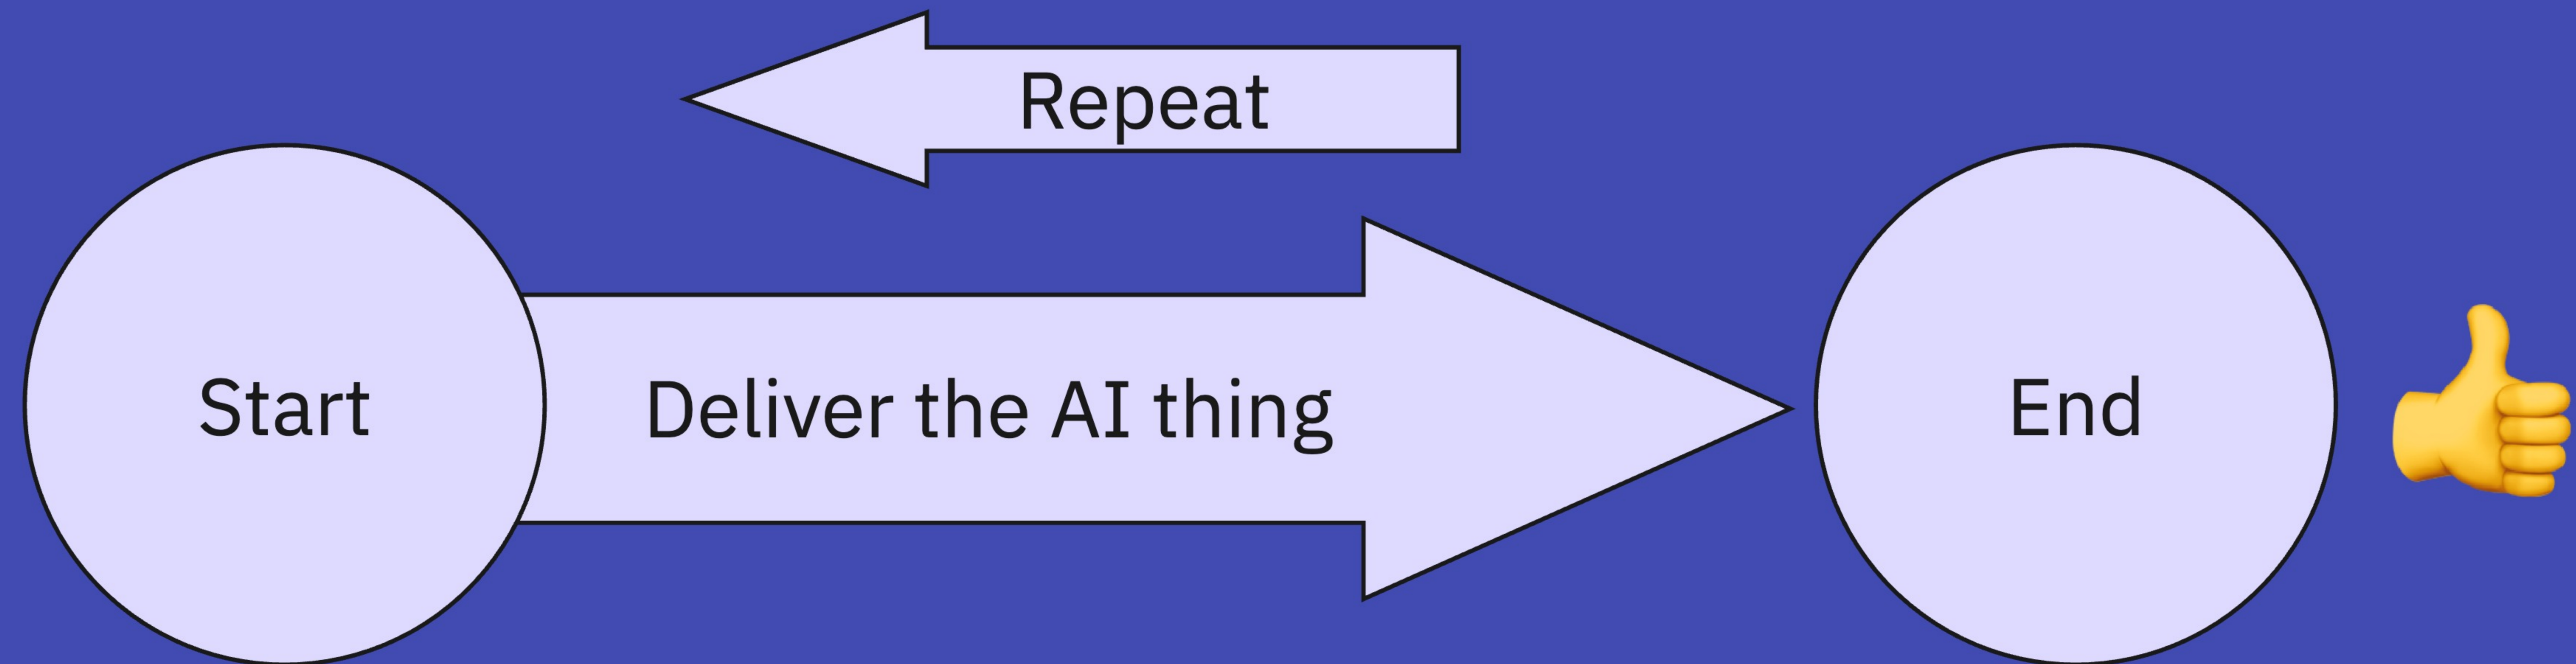 Repeat
Start
Deliver the AI thing
End